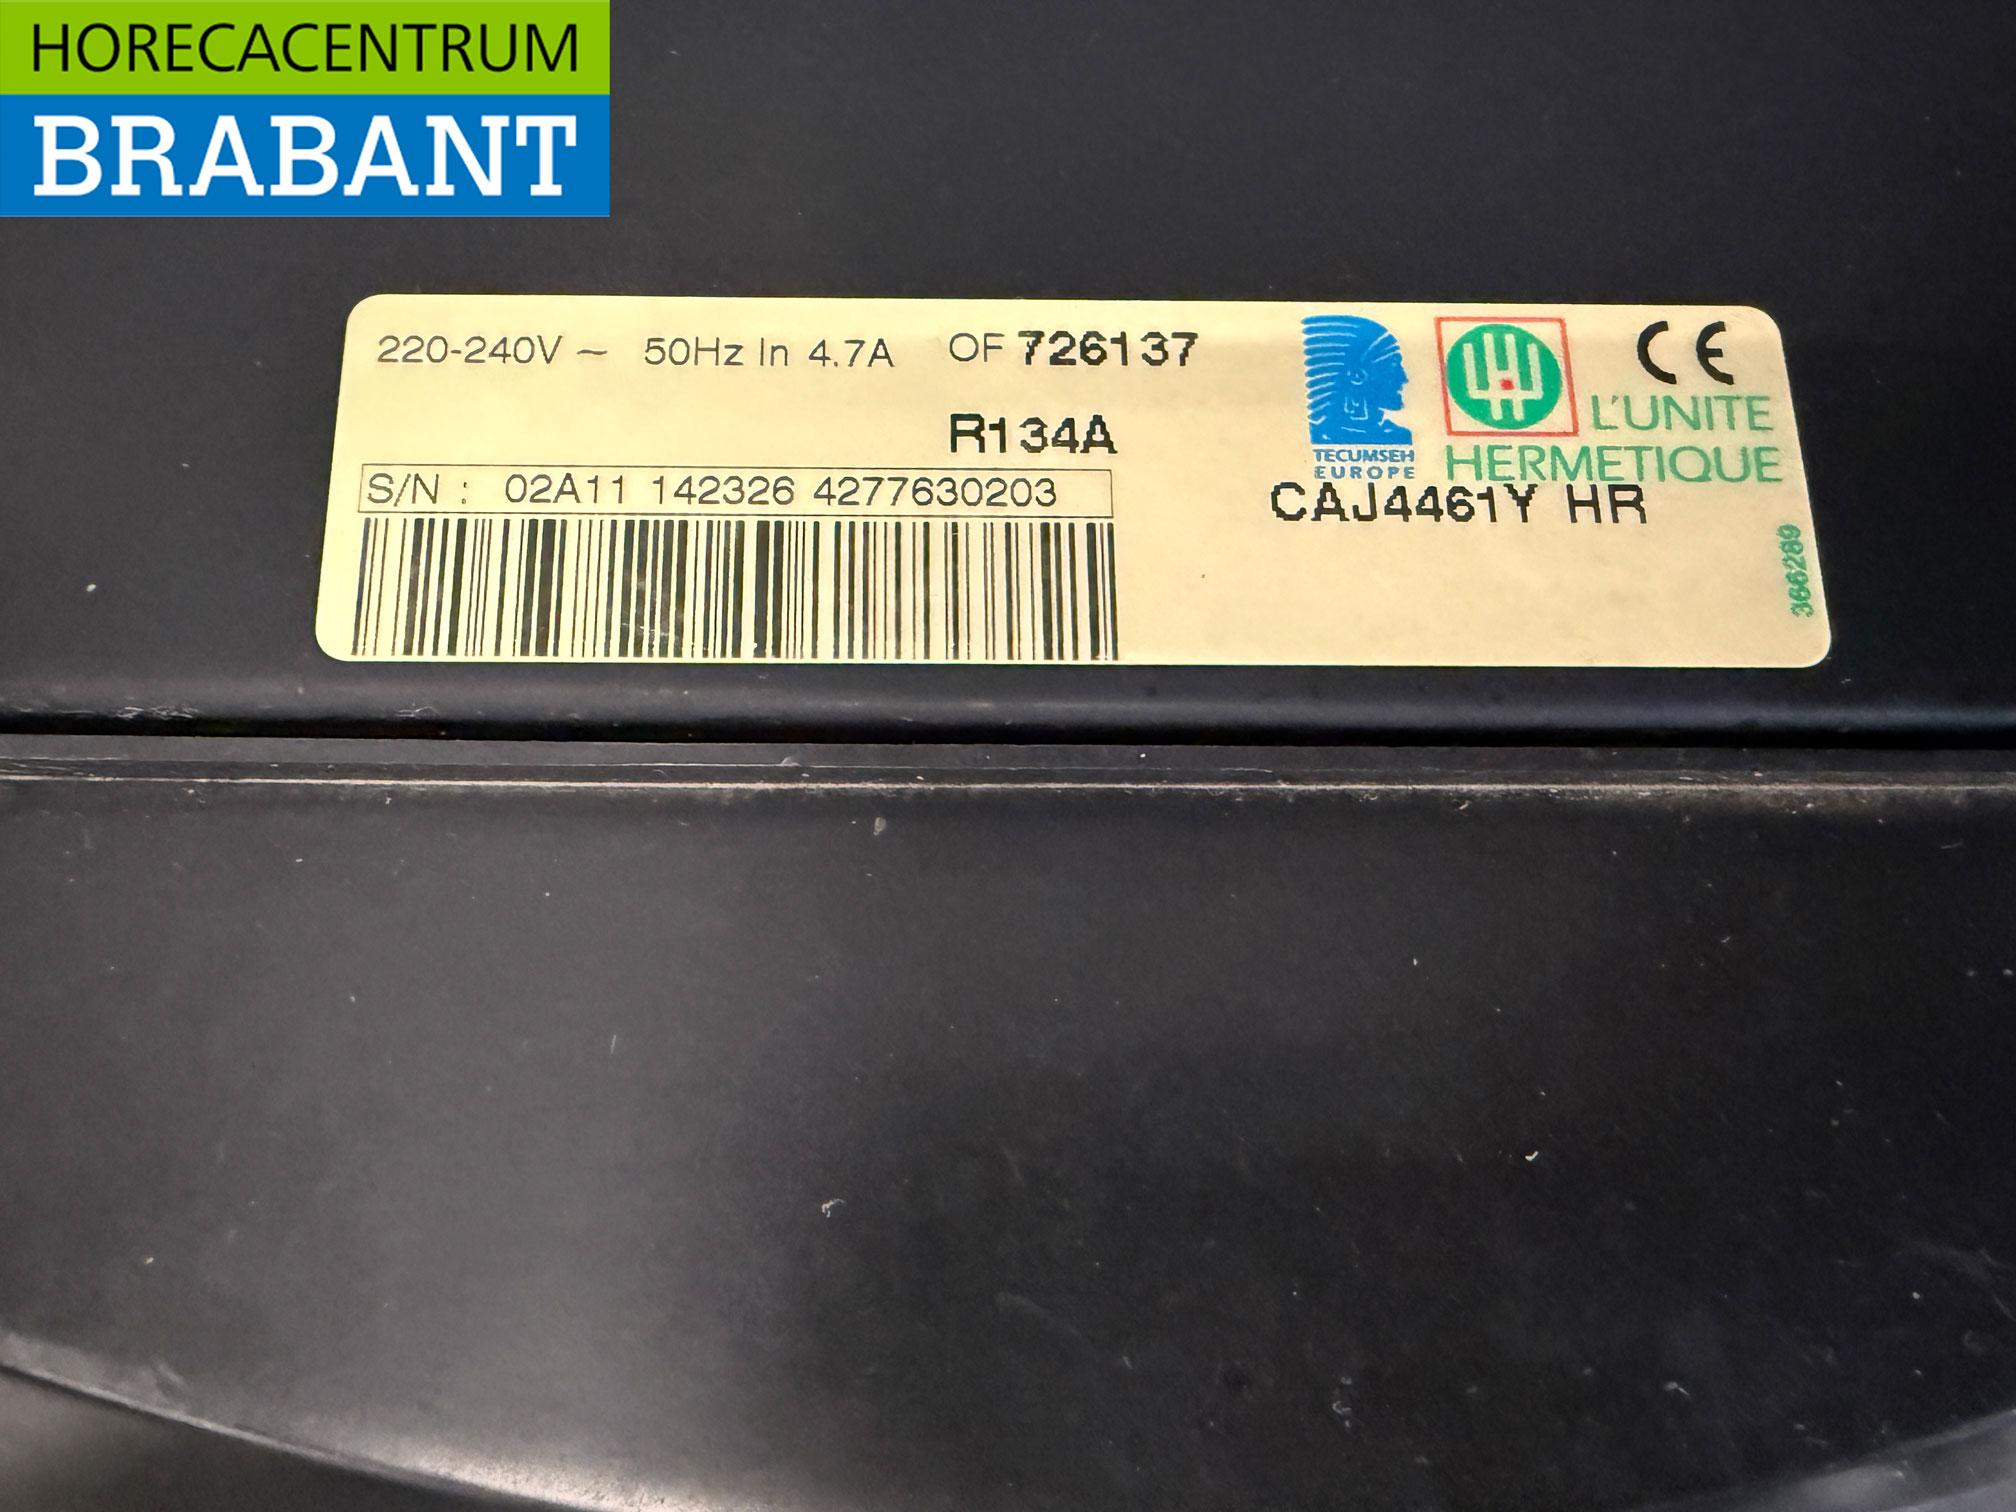 HORECACENTRUM
BRABANT
220-240V ~ 50Hz In 4.7A OF 726137
R134A
S/N : 02A11 142326 4277630203
TECUMSEH
EUROPE
CE
L'UNITE
HERMETIQUE
CAJ4461Y HR
366289